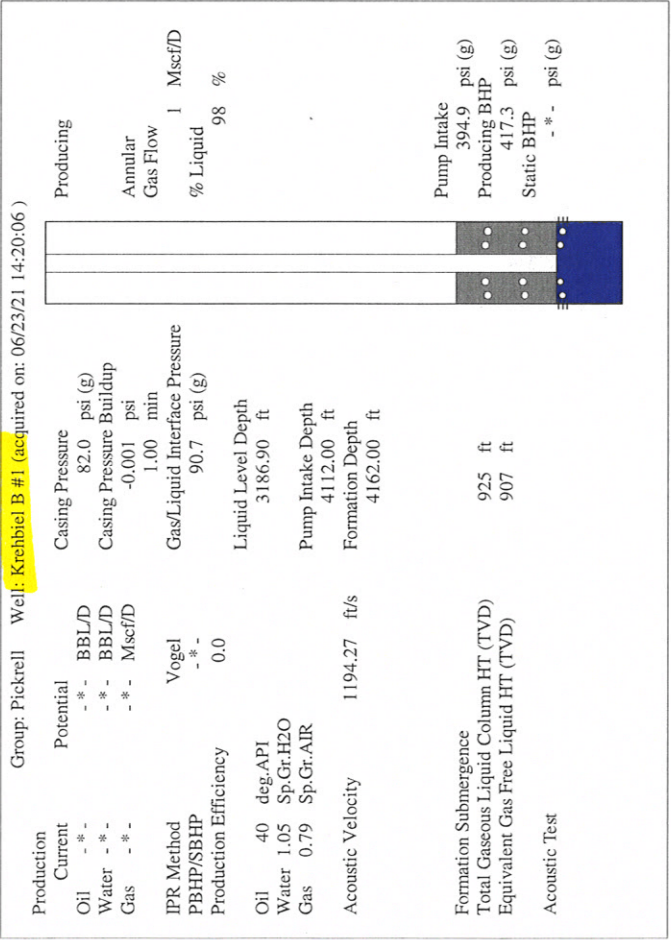 Group: Pickrell Well: Krehbiel B #1 (acquired on: 06/23/21 14:20:06 )
Production
Current Potential
Oil - * - - * - BBL/D
Water - * - - * - BBL/D
Gas - * - - * - Mscf/D
IPR Method Vogel
PBHP/SBHP - * -
Production Efficiency 0.0
Oil 40 deg.API
Water 1.05 Sp.Gr.H2O
Gas 0.79 Sp.Gr.AIR
Acoustic Velocity 1194.27 ft/s
Formation Submergence
Total Gaseous Liquid Column HT (TVD) 925 ft
Equivalent Gas Free Liquid HT (TVD) 907 ft
Acoustic Test
Casing Pressure
82.0 psi (g)
Casing Pressure Buildup
-0.001 psi
1.00 min
Gas/Liquid Interface Pressure
90.7 psi (g)
Liquid Level Depth
3186.90 ft
Pump Intake Depth
4112.00 ft
Formation Depth
4162.00 ft
Producing
Annular
Gas Flow
1 Mscf/D
% Liquid
98 %
Pump Intake
394.9 psi (g)
Producing BHP
417.3 psi (g)
Static BHP
- * - psi (g)